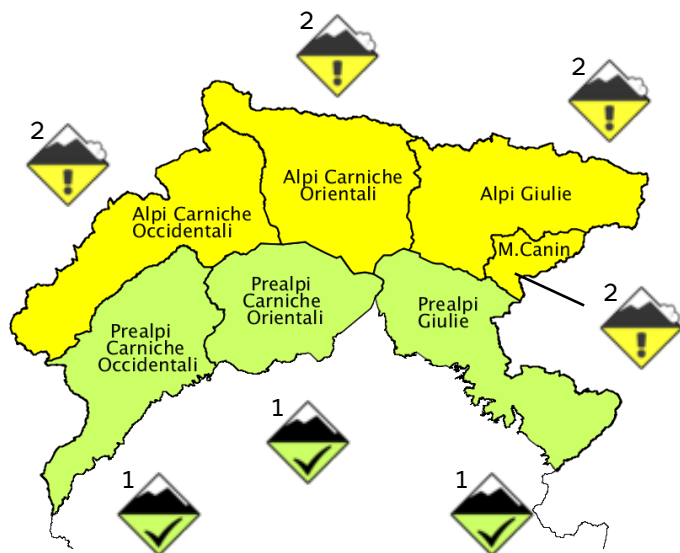 2
2
2
Alpi Carniche
Orientali
Alpi Giulie
Alpi Carniche
Occidentali
M.Canin
Prealpi
Carniche
Orientali
2
Prealpi
Giulie
Prealpi
Carniche
Occidentali
1
1
1